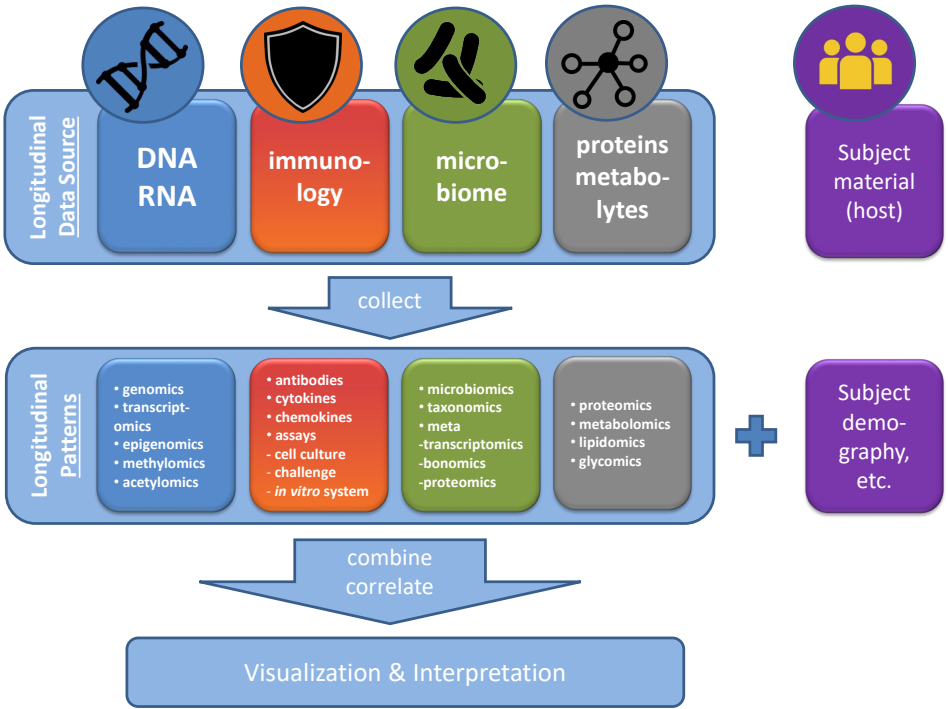 Longitudinal
Data Source
DNA
RNA
immuno-
logy
micro-
biome
proteins
metabo-
lytes
Subject
material
(host)
collect
Longitudinal
Patterns
• genomics
• transcript-
omics
• epigenomics
• methylomics
• acetylomics
• antibodies
• cytokines
• chemokines
• assays
- cell culture
- challenge
- in vitro system
• microbiomics
• taxonomics
• meta
-transcriptomics
-bonomics
-proteomics
• proteomics
• metabolomics
• lipidomics
• glycomics
Subject
demo-
graphy,
etc.
combine
correlate
Visualization & Interpretation